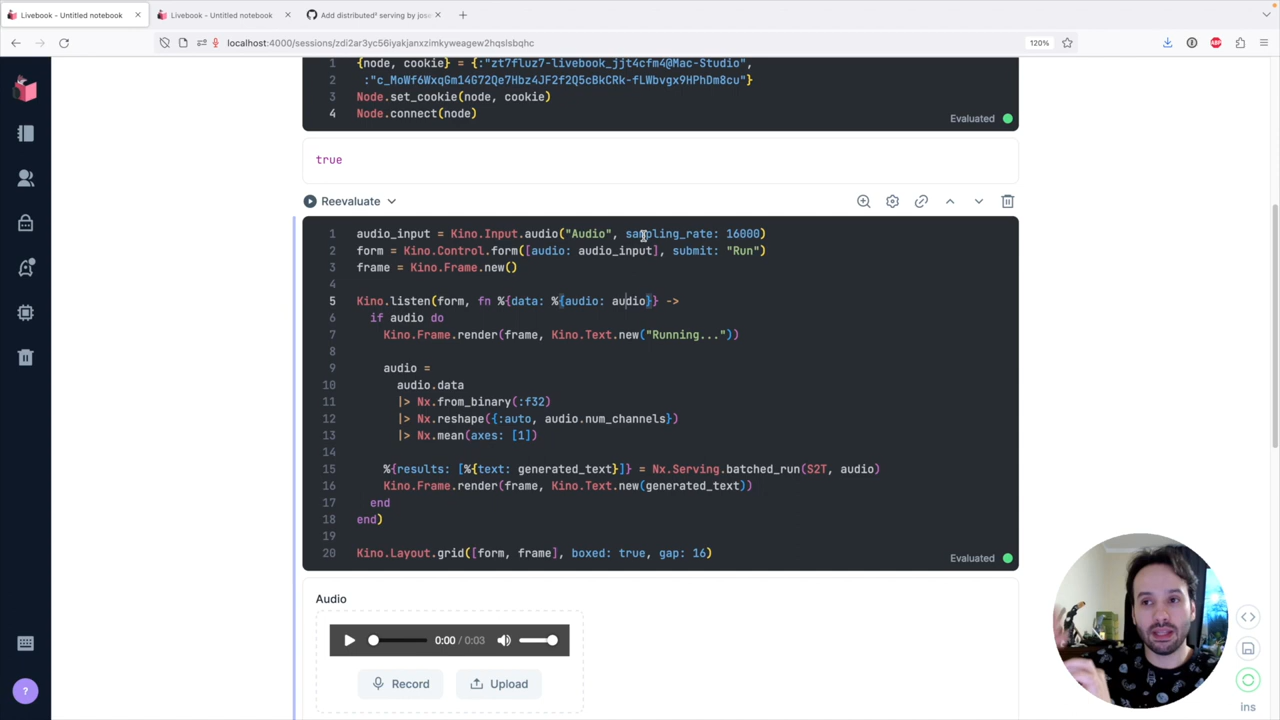 Livebook - Untitled notebook
Livebook - Untitled notebook
Add distributed² serving by jose
localhost:4000/sessions/zdi2ar3yc56iyakjanxzimkyweagew2hqslsbqhc
120%
1 {node, cookie} = {:"zt7fluz7-livebook_jjt4cfm4@Mac-Studio",
2 :"c_MoWf6WxqGm14G72Qe7Hbz4JF2f2Q5cBkCRk-fLWbvgx9HPhDm8cu"}
3 Node.set_cookie(node, cookie)
4 Node.connect(node)
Evaluated
true
Reevaluate
1 audio_input = Kino.Input.audio("Audio", sampling_rate: 16000)
2 form = Kino.Control.form([audio: audio_input], submit: "Run")
3 frame = Kino.Frame.new()
4
5 Kino.listen(form, fn %{data: %{audio: audio}} ->
6 if audio do
7 Kino.Frame.render(frame, Kino.Text.new("Running..."))
8
9 audio =
10 audio.data
11 |> Nx.from_binary(:f32)
12 |> Nx.reshape({:auto, audio.num_channels})
13 |> Nx.mean(axes: [1])
14
15 %{results: [%{text: generated_text}]} = Nx.Serving.batched_run(S2T, audio)
16 Kino.Frame.render(frame, Kino.Text.new(generated_text))
17 end
18 end)
19
20 Kino.Layout.grid([form, frame], boxed: true, gap: 16)
Evaluated
Audio
0:00 / 0:03
Record
Upload
?
ins